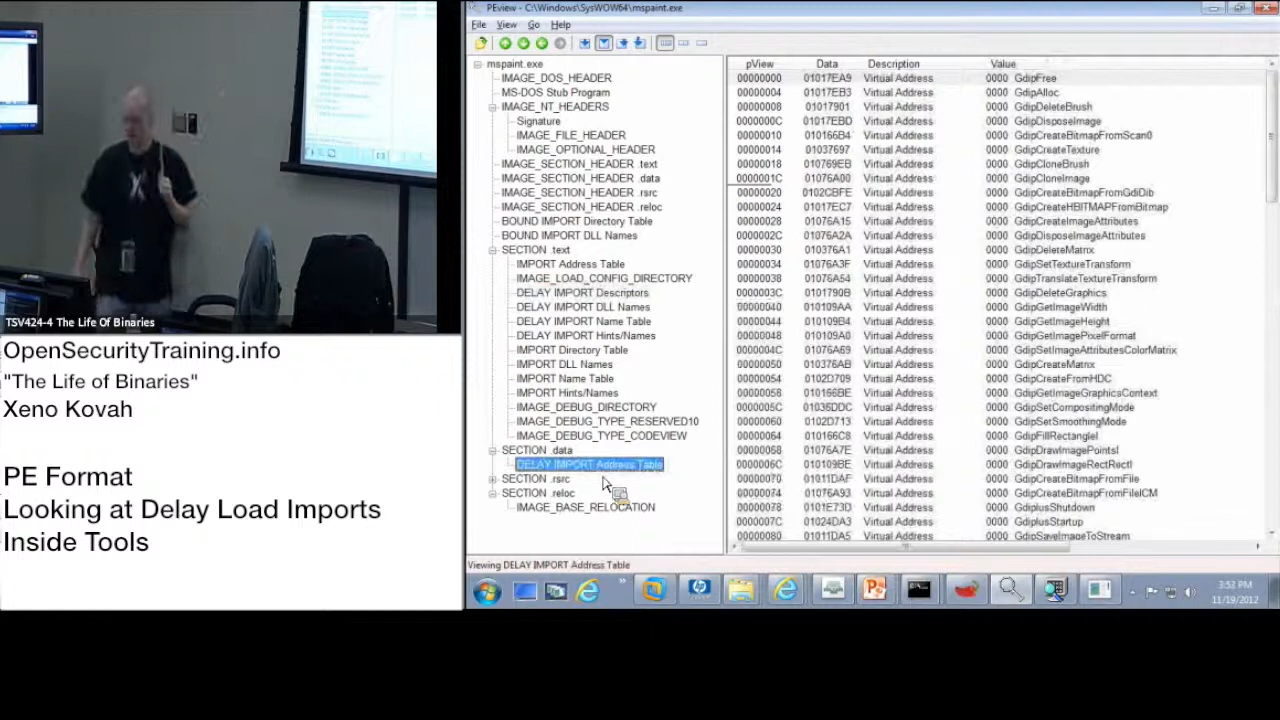 TSV424-4 The Life Of Binaries
OpenSecurityTraining.info
"The Life of Binaries"
Xeno Kovah
PE Format
Looking at Delay Load Imports
Inside Tools
PEview - C:\Windows\SysWOW64\mspaint.exe
File View Go Help
mspaint.exe
IMAGE_DOS_HEADER
MS-DOS Stub Program
IMAGE_NT_HEADERS
Signature
IMAGE_FILE_HEADER
IMAGE_OPTIONAL_HEADER
IMAGE_SECTION_HEADER .text
IMAGE_SECTION_HEADER .data
IMAGE_SECTION_HEADER .rsrc
IMAGE_SECTION_HEADER .reloc
BOUND IMPORT Directory Table
BOUND IMPORT DLL Names
SECTION .text
IMPORT Address Table
IMAGE_LOAD_CONFIG_DIRECTORY
DELAY IMPORT Descriptors
DELAY IMPORT DLL Names
DELAY IMPORT Name Table
DELAY IMPORT Hints/Names
IMPORT Directory Table
IMPORT DLL Names
IMPORT Name Table
IMPORT Hints/Names
IMAGE_DEBUG_DIRECTORY
IMAGE_DEBUG_TYPE_RESERVED10
IMAGE_DEBUG_TYPE_CODEVIEW
SECTION .data
DELAY IMPORT Address Table
SECTION .rsrc
SECTION .reloc
IMAGE_BASE_RELOCATION
pView Data Description Value
00000000 01017EA9 Virtual Address 0000 GdipFree
00000004 01017EB3 Virtual Address 0000 GdipAlloc
00000008 01017901 Virtual Address 0000 GdipDeleteBrush
0000000C 01017EBD Virtual Address 0000 GdipDisposeImage
00000010 010166B4 Virtual Address 0000 GdipCreateBitmapFromScan0
00000014 01037697 Virtual Address 0000 GdipCreateTexture
00000018 010769EB Virtual Address 0000 GdipCloneBrush
0000001C 01076A00 Virtual Address 0000 GdipCloneImage
00000020 0102CBFE Virtual Address 0000 GdipCreateBitmapFromGdiDib
00000024 01017EC7 Virtual Address 0000 GdipCreateHBITMAPFromBitmap
00000028 01076A15 Virtual Address 0000 GdipCreateImageAttributes
0000002C 01076A2A Virtual Address 0000 GdipDisposeImageAttributes
00000030 010376A1 Virtual Address 0000 GdipDeleteMatrix
00000034 01076A3F Virtual Address 0000 GdipSetTextureTransform
00000038 01076A54 Virtual Address 0000 GdipTranslateTextureTransform
0000003C 0101790B Virtual Address 0000 GdipDeleteGraphics
00000040 010109AA Virtual Address 0000 GdipGetImageWidth
00000044 010109B4 Virtual Address 0000 GdipGetImageHeight
00000048 010109A0 Virtual Address 0000 GdipGetImagePixelFormat
0000004C 01076A69 Virtual Address 0000 GdipSetImageAttributesColorMatrix
00000050 010376AB Virtual Address 0000 GdipCreateMatrix
00000054 0102D709 Virtual Address 0000 GdipCreateFromHDC
00000058 010166BE Virtual Address 0000 GdipGetImageGraphicsContext
0000005C 01035DDC Virtual Address 0000 GdipSetCompositingMode
00000060 0102D713 Virtual Address 0000 GdipSetSmoothingMode
00000064 010166C8 Virtual Address 0000 GdipFillRectangleI
00000068 01076A7E Virtual Address 0000 GdipDrawImagePointsI
0000006C 010109BE Virtual Address 0000 GdipDrawImageRectRectI
00000070 01011DAF Virtual Address 0000 GdipCreateBitmapFromFile
00000074 01076A93 Virtual Address 0000 GdipCreateBitmapFromFileICM
00000078 0101E73D Virtual Address 0000 GdiplusShutdown
0000007C 01024DA3 Virtual Address 0000 GdiplusStartup
00000080 01011DA5 Virtual Address 0000 GdipSaveImageToStream
Viewing DELAY IMPORT Address Table
3:52 PM
11/19/2012